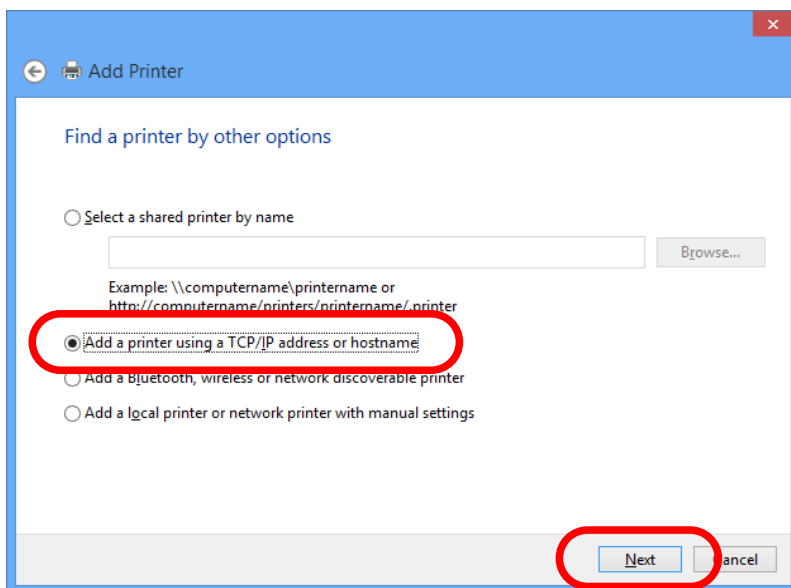 Add Printer
Find a printer by other options
Select a shared printer by name
Browse...
Example: \\computername\printername or
http://computername/printers/printername/.printer
Add a printer using a TCP/IP address or hostname
Add a Bluetooth, wireless or network discoverable printer
Add a local printer or network printer with manual settings
Next
Cancel